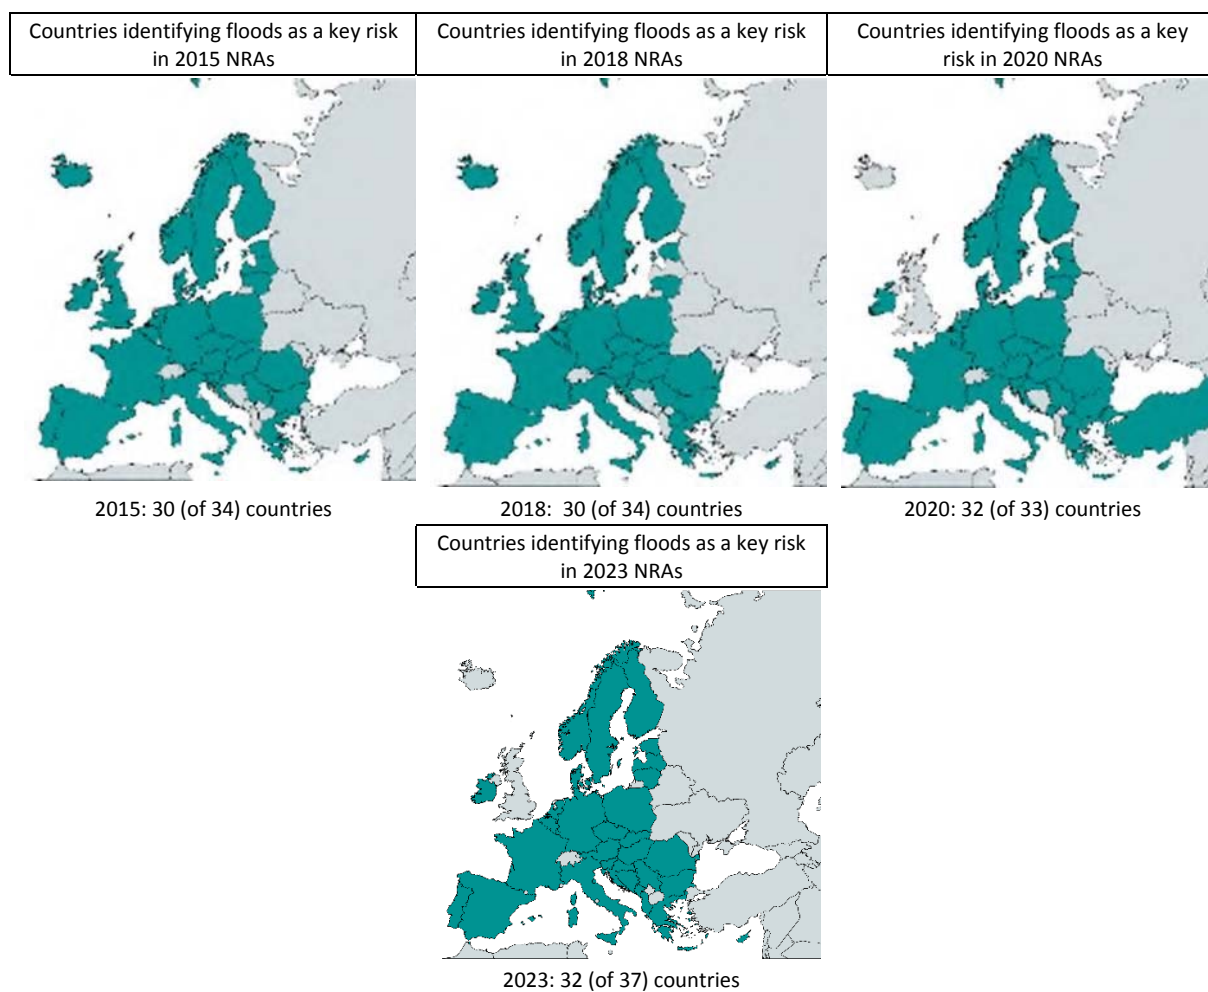 Countries identifying floods as a key risk
in 2015 NRAs
Countries identifying floods as a key risk
in 2018 NRAs
Countries identifying floods as a key
risk in 2020 NRAs
2015: 30 (of 34) countries
2018:  30 (of 34) countries
2020: 32 (of 33) countries
Countries identifying floods as a key risk
in 2023 NRAs
2023: 32 (of 37) countries